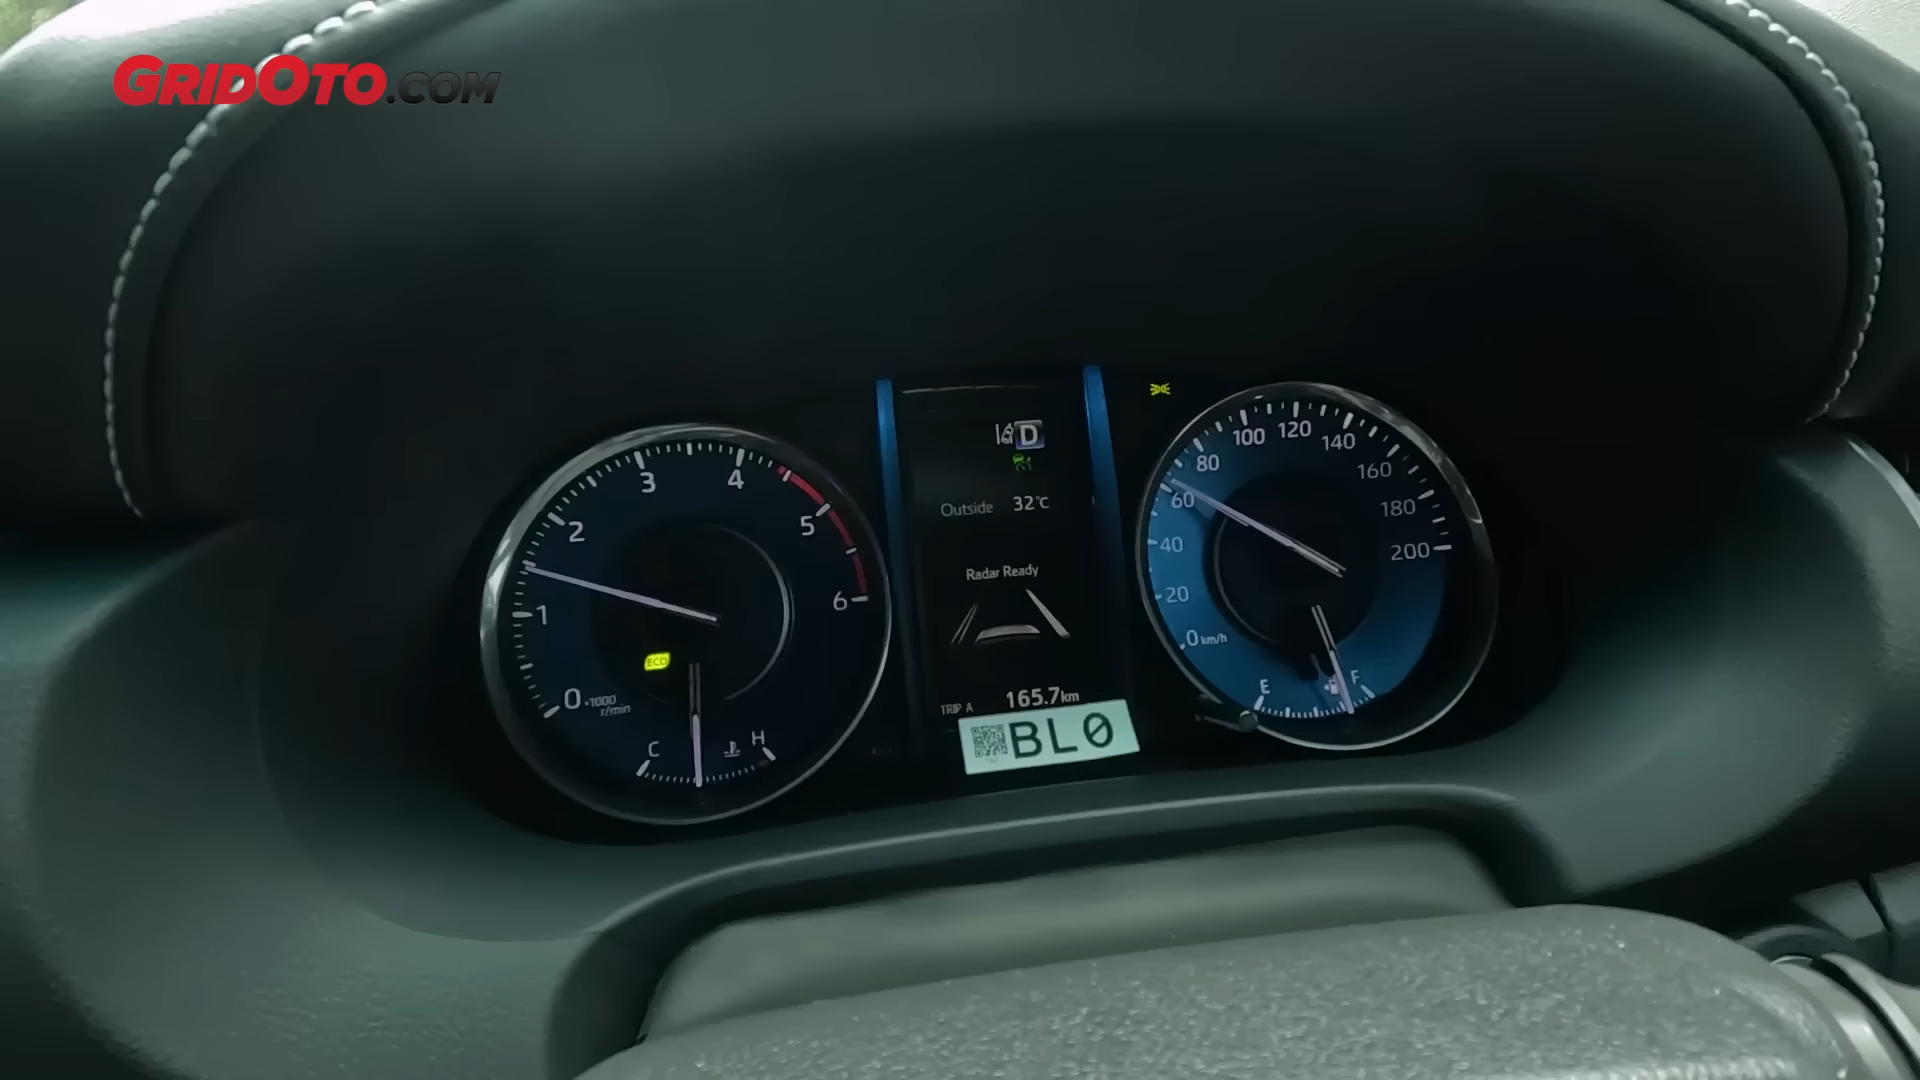 GRIDOTO.COM
D
Outside 32°C
Radar Ready
TRIP A 165.7km
BL0
0
1
2
3
4
5
6
×1000
r/min
ECO
C
H
0 km/h
20
40
60
80
100
120
140
160
180
200
E
F